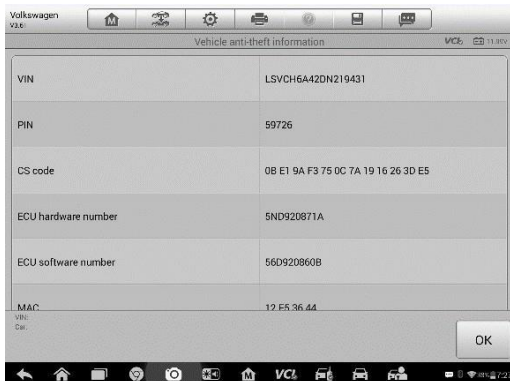 Volkswagen
V3.6
Vehicle anti-theft information
VCI
VIN LSVCH6A42DN219431
PIN 59726
CS code 0B E1 9A F3 75 0C 7A 19 16 26 3D E5
ECU hardware number 5ND920871A
ECU software number 56D920860B
MAC 12 F5 36 44
VIN:
Car:
OK
VCI